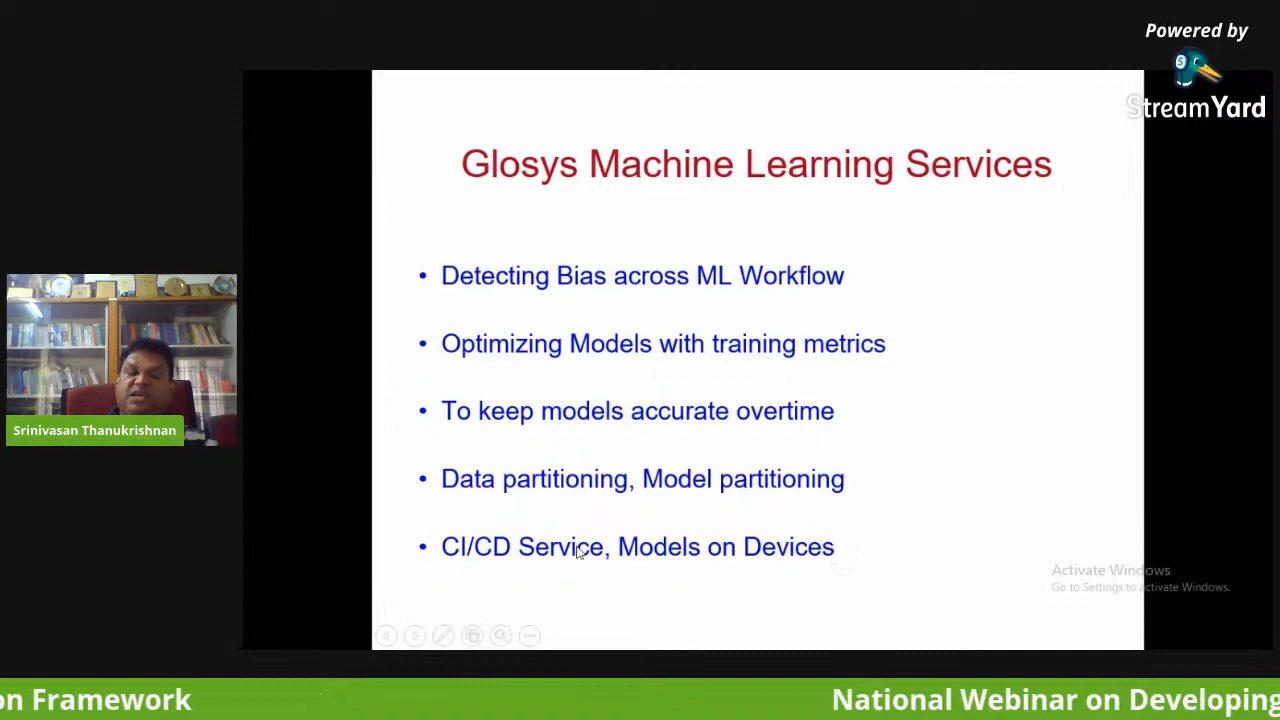 Powered by
StreamYard
Glosys Machine Learning Services
• Detecting Bias across ML Workflow
• Optimizing Models with training metrics
• To keep models accurate overtime
• Data partitioning, Model partitioning
• CI/CD Service, Models on Devices
Srinivasan Thanukrishnan
Activate Windows
Go to Settings to activate Windows.
on Framework
National Webinar on Developing